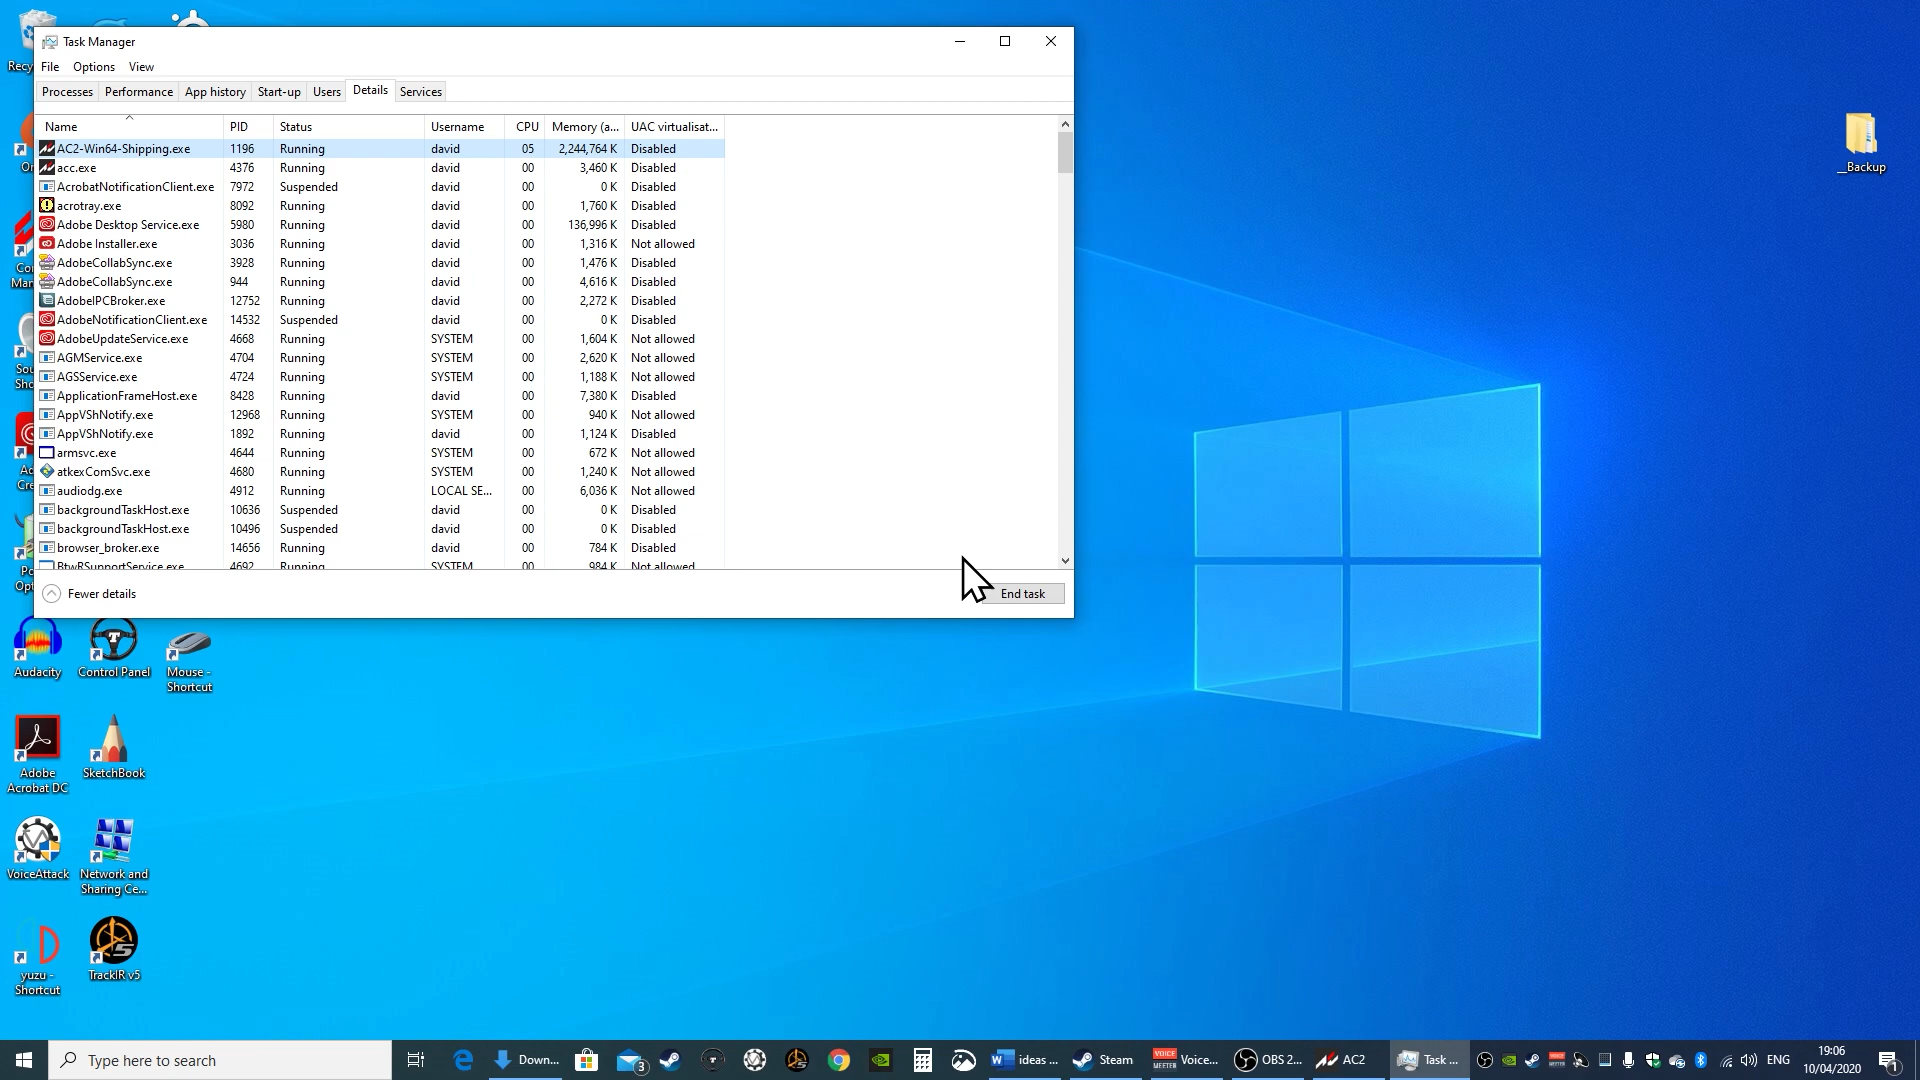 Task Manager
File Options View
Processes Performance App history Start-up Users Details Services
Name PID Status Username CPU Memory (a... UAC virtualisat...
AC2-Win64-Shipping.exe 1196 Running david 05 2,244,764 K Disabled
acc.exe 4376 Running david 00 3,460 K Disabled
AcrobatNotificationClient.exe 7972 Suspended david 00 0 K Disabled
acrotray.exe 8092 Running david 00 1,760 K Disabled
Adobe Desktop Service.exe 5980 Running david 00 136,996 K Disabled
Adobe Installer.exe 3036 Running david 00 1,316 K Not allowed
AdobeCollabSync.exe 3928 Running david 00 1,476 K Disabled
AdobeCollabSync.exe 944 Running david 00 4,616 K Disabled
AdobeIPCBroker.exe 12752 Running david 00 2,272 K Disabled
AdobeNotificationClient.exe 14532 Suspended david 00 0 K Disabled
AdobeUpdateService.exe 4668 Running SYSTEM 00 1,604 K Not allowed
AGMService.exe 4704 Running SYSTEM 00 2,620 K Not allowed
AGSService.exe 4724 Running SYSTEM 00 1,188 K Not allowed
ApplicationFrameHost.exe 8428 Running david 00 7,380 K Disabled
AppVShNotify.exe 12968 Running SYSTEM 00 940 K Not allowed
AppVShNotify.exe 1892 Running david 00 1,124 K Disabled
armsvc.exe 4644 Running SYSTEM 00 672 K Not allowed
atkexComSvc.exe 4680 Running SYSTEM 00 1,240 K Not allowed
audiodg.exe 4912 Running LOCAL SE... 00 6,036 K Not allowed
backgroundTaskHost.exe 10636 Suspended david 00 0 K Disabled
backgroundTaskHost.exe 10496 Suspended david 00 0 K Disabled
browser_broker.exe 14656 Running david 00 784 K Disabled
BtwRSupportService.exe 4692 Running SYSTEM 00 984 K Not allowed
Fewer details End task
__Backup
Audacity Control Panel Mouse -
Shortcut
Adobe
Acrobat DC
SketchBook
VoiceAttack Network and
Sharing Ce...
yuzu -
Shortcut
TrackIR v5
Type here to search Down... 3 ideas ... Steam VOICE MEETER Voice... OBS 2... AC2 Task ... ENG 19:06
10/04/2020 1